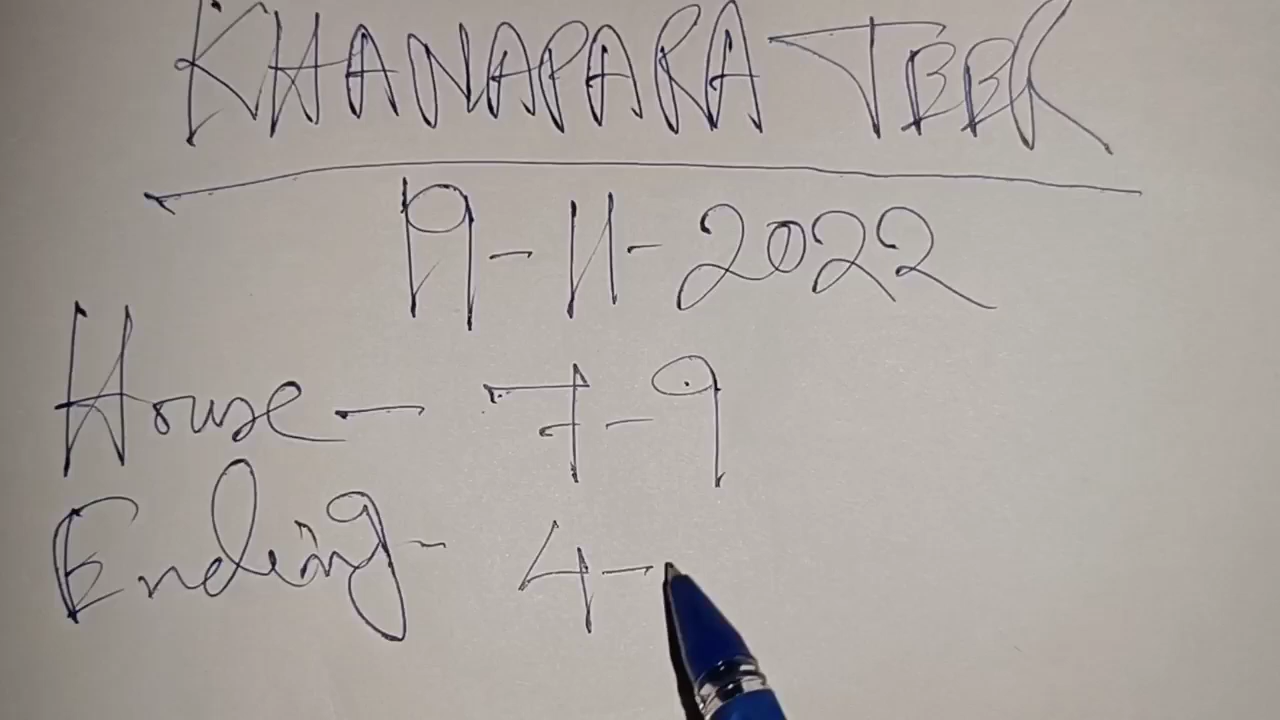 KHANAPARA TEER
19-11-2022
House - 7-9
Ending - 4-